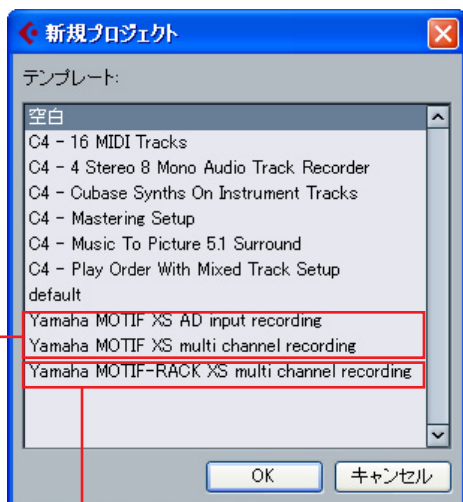 新規プロジェクト
テンプレート:
空白
C4 - 16 MIDI Tracks
C4 - 4 Stereo 8 Mono Audio Track Recorder
C4 - Cubase Synths On Instrument Tracks
C4 - Mastering Setup
C4 - Music To Picture 5.1 Surround
C4 - Play Order With Mixed Track Setup
default
Yamaha MOTIF XS AD input recording
Yamaha MOTIF XS multi channel recording
Yamaha MOTIF-RACK XS multi channel recording
OK
キャンセル